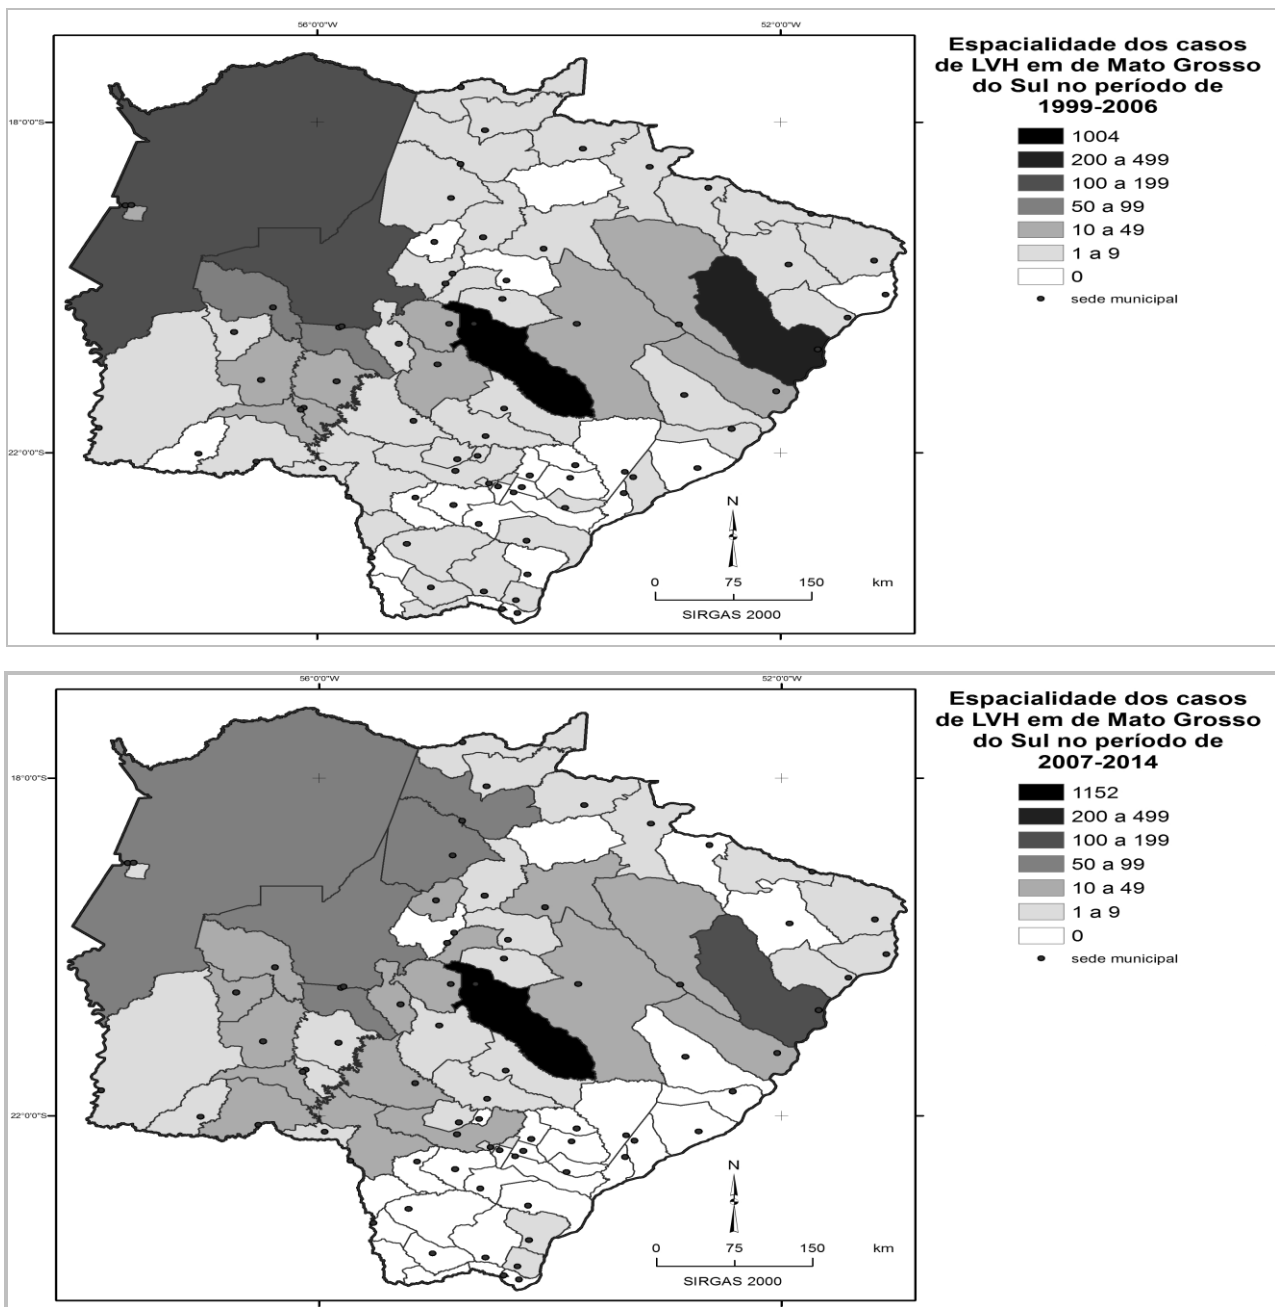 56°0'0"W
52°0'0"W
Espacialidade dos casos
de LVH em de Mato Grosso
do Sul no período de
1999-2006
1004
200 a 499
100 a 199
50 a 99
10 a 49
1 a 9
0
sede municipal
18°0'0"S
22°0'0"S
N
0 75 150 km
SIRGAS 2000
56°0'0"W
52°0'0"W
Espacialidade dos casos
de LVH em de Mato Grosso
do Sul no período de
2007-2014
1152
200 a 499
100 a 199
50 a 99
10 a 49
1 a 9
0
sede municipal
18°0'0"S
22°0'0"S
N
0 75 150 km
SIRGAS 2000